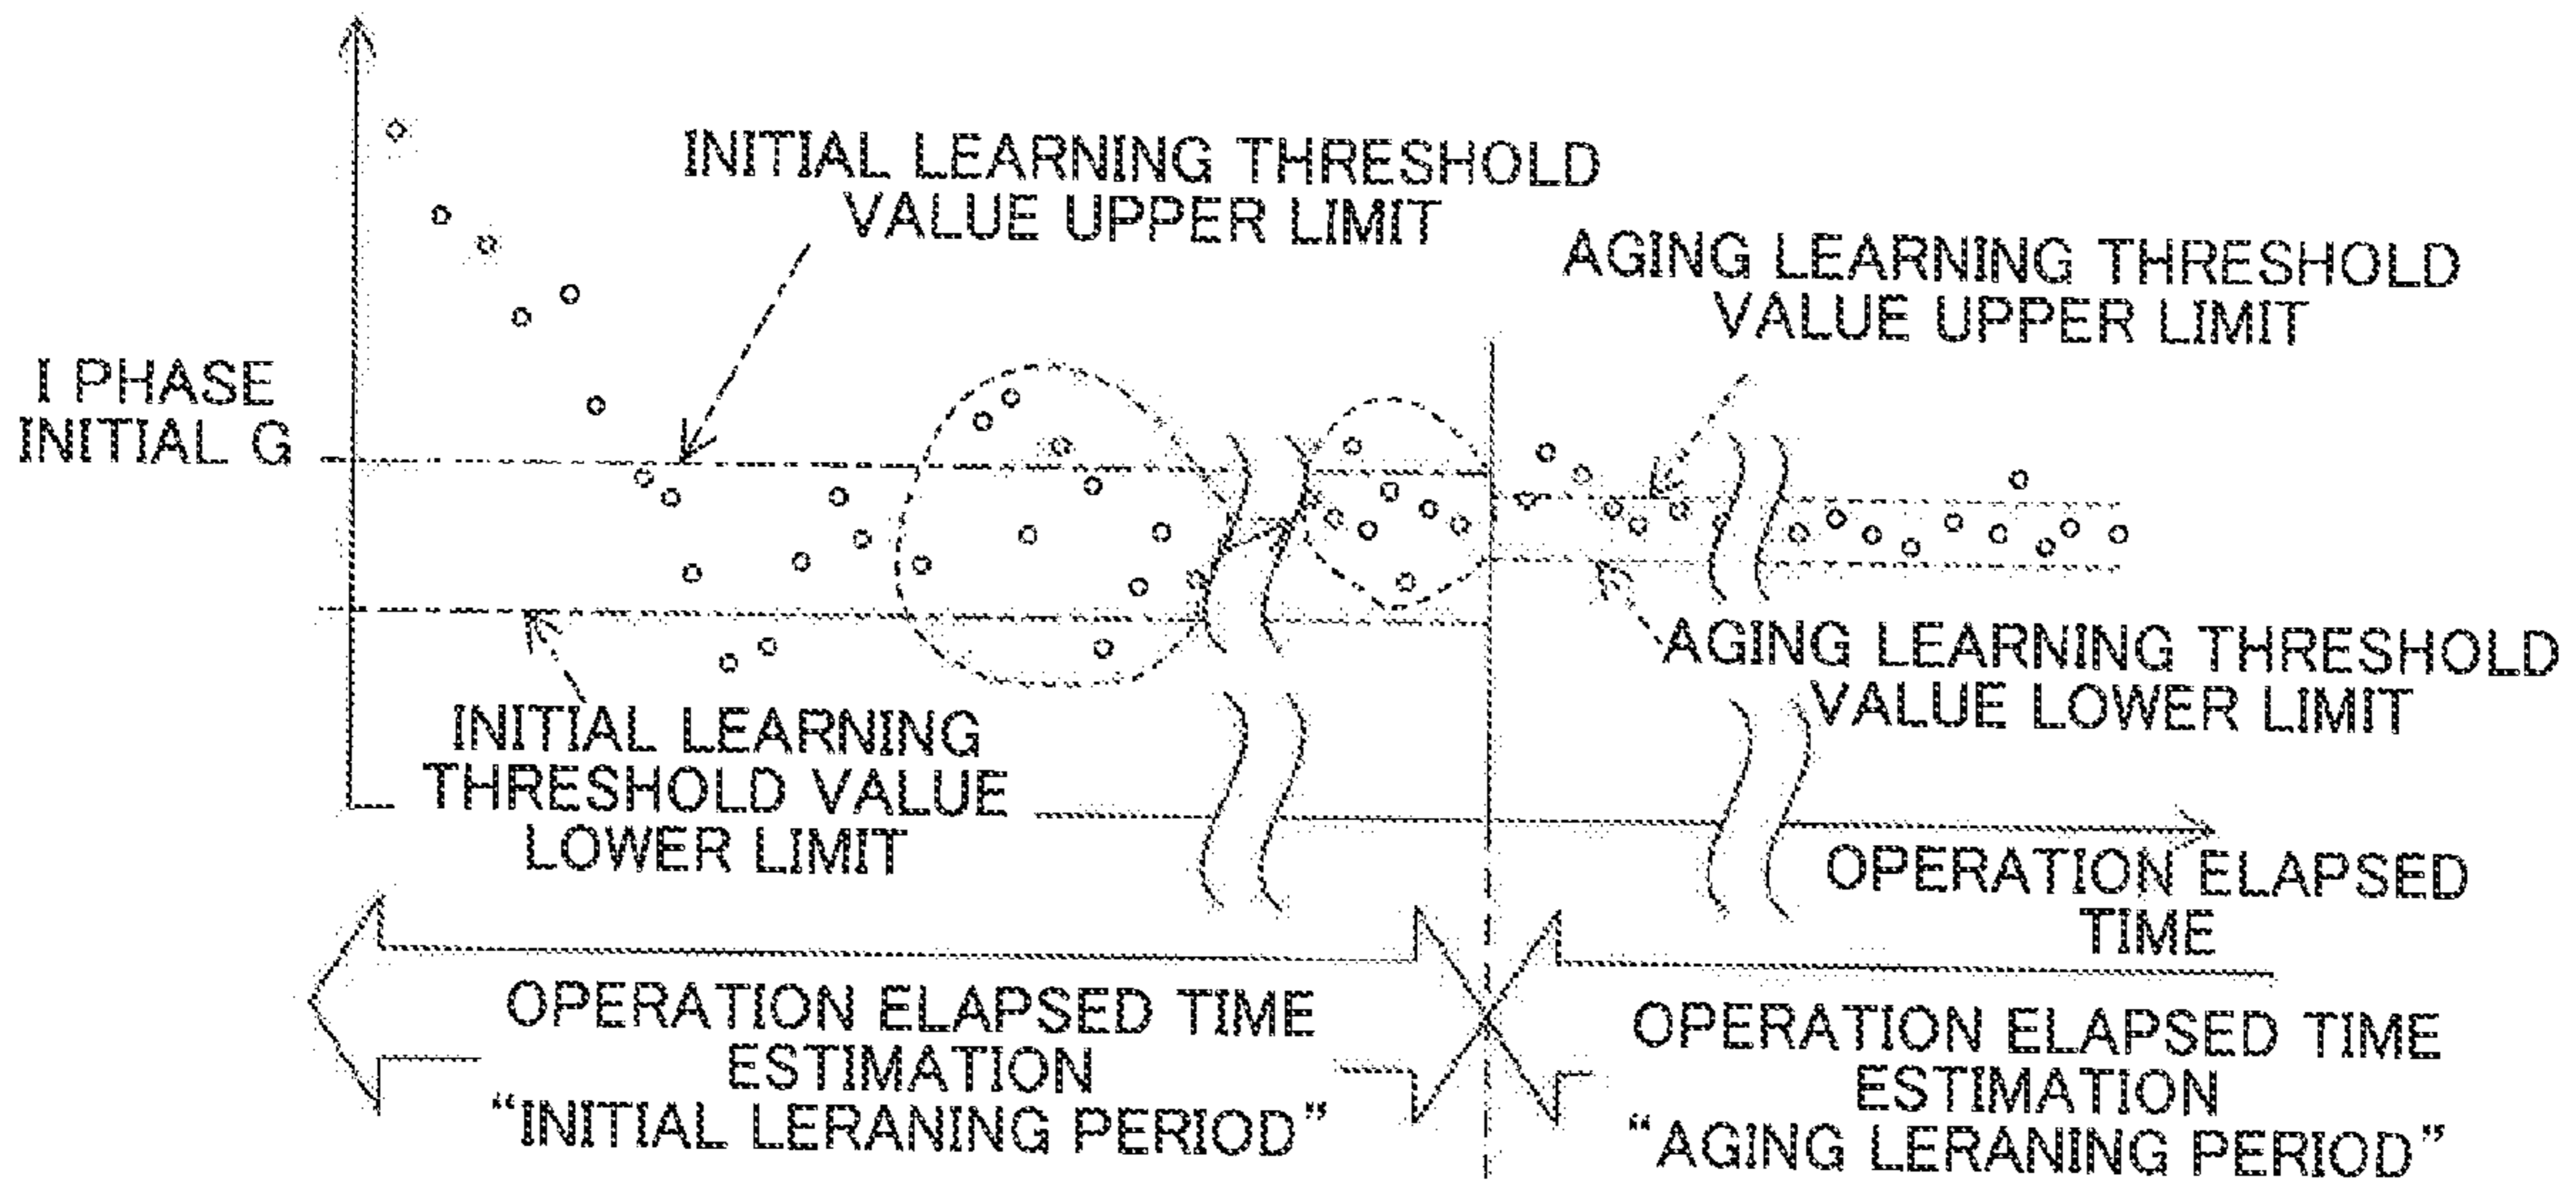 INITIAL LEARNING THRESHOLD
VALUE UPPER LIMIT
AGING LEARNING THRESHOLD
VALUE UPPER LIMIT
I PHASE
INITIAL G
AGING LEARNING THRESHOLD
VALUE LOWER LIMIT
INITIAL LEARNING
THRESHOLD VALUE
LOWER LIMIT
OPERATION ELAPSED
TIME
OPERATION ELAPSED TIME
ESTIMATION
“INITIAL LERANING PERIOD”
OPERATION ELAPSED TIME
ESTIMATION
“AGING LERANING PERIOD”